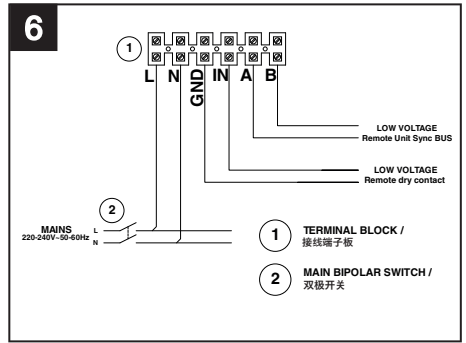 6
1
L N GND IN A B
LOW VOLTAGE
Remote Unit Sync BUS
LOW VOLTAGE
Remote dry contact
2
MAINS
220-240V~50-60Hz
L
N
1 TERMINAL BLOCK /
接线端子板
2 MAIN BIPOLAR SWITCH /
双极开关